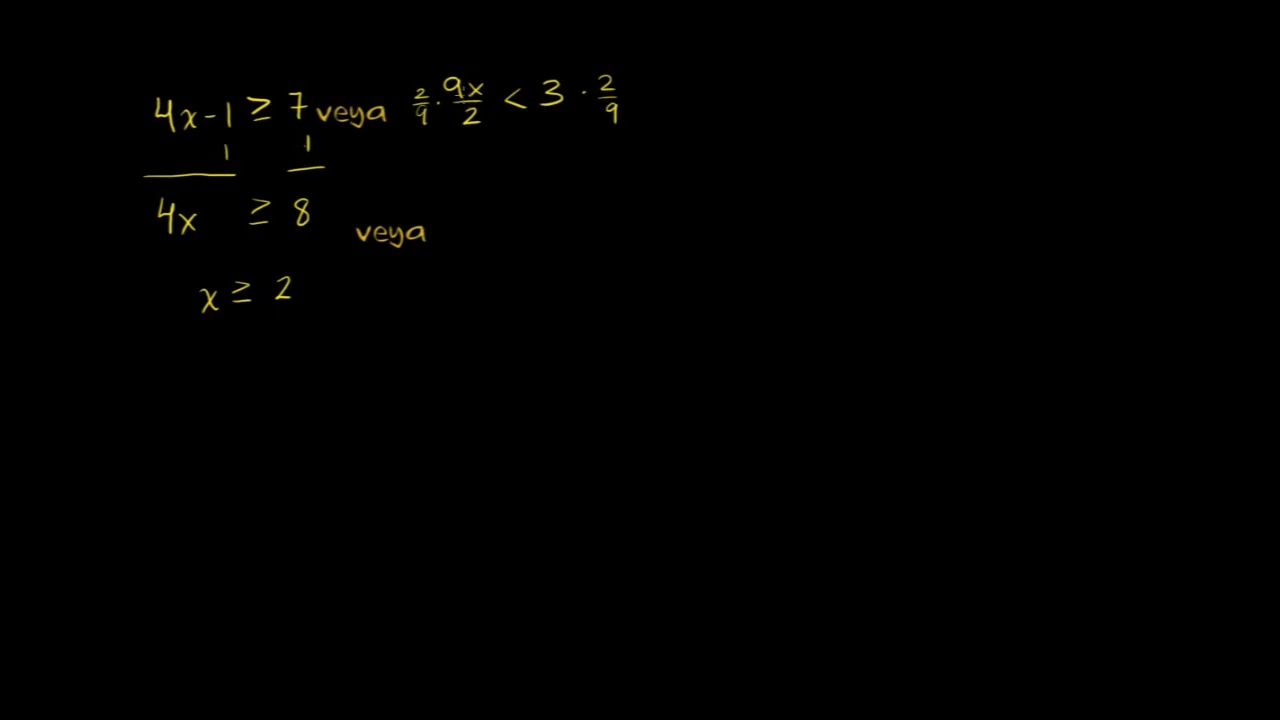 4x - 1 ≥ 7 veya 2/9 · 9x/2 < 3 · 2/9
1 1
4x ≥ 8 veya
x ≥ 2